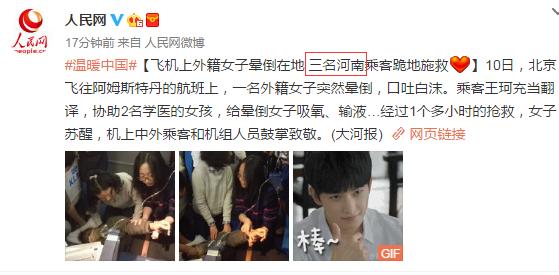 人民网
people.cn
人民网
17分钟前 来自 人民网微博
#温暖中国#【飞机上外籍女子晕倒在地 三名河南乘客跪地施救】10日，北京
飞往阿姆斯特丹的航班上，一名外籍女子突然晕倒，口吐白沫。乘客王珂充当翻
译，协助2名学医的女孩，给晕倒女子吸氧、输液...经过1个多小时的抢救，女子
苏醒，机上中外乘客和机组人员鼓掌致敬。(大河报) 网页链接
棒~
GIF